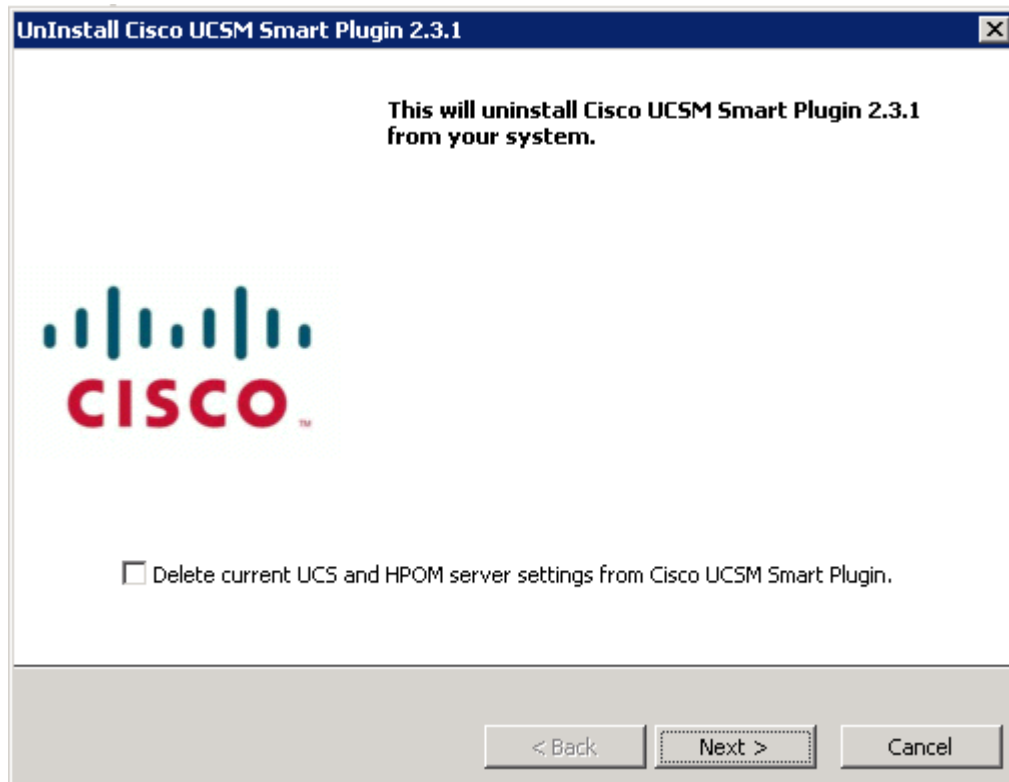 UnInstall Cisco UCSM Smart Plugin 2.3.1
This will uninstall Cisco UCSM Smart Plugin 2.3.1
from your system.
CISCO
TM
Delete current UCS and HPOM server settings from Cisco UCSM Smart Plugin.
< Back
Next >
Cancel